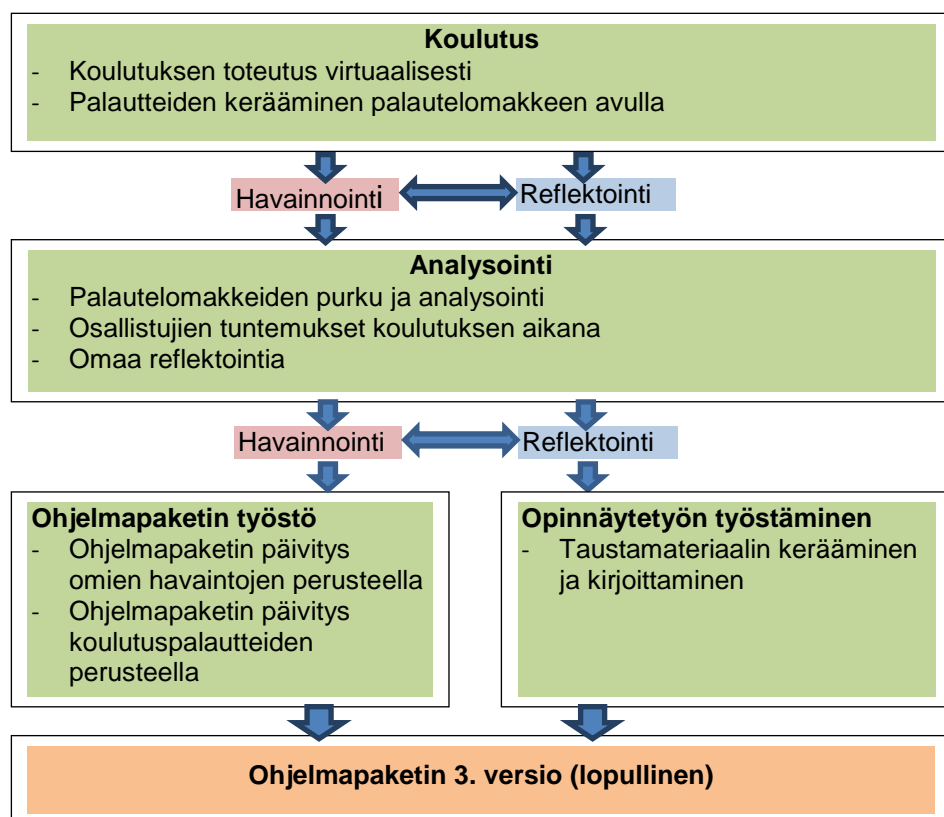 Koulutus
- Koulutuksen toteutus virtuaalisesti
- Palautteiden kerääminen palautelomakkeen avulla
Havainnointi
Reflektointi
Analysointi
- Palautelomakkeiden purku ja analysointi
- Osallistujien tuntemukset koulutuksen aikana
- Omaa reflektointia
Havainnointi
Reflektointi
Ohjelmapaketin työstö
- Ohjelmapaketin päivitys
omien havaintojen perusteella
- Ohjelmapaketin päivitys
koulutuspalautteiden
perusteella
Opinnäytetyön työstäminen
- Taustamateriaalin kerääminen
ja kirjoittaminen
Ohjelmapaketin 3. versio (lopullinen)